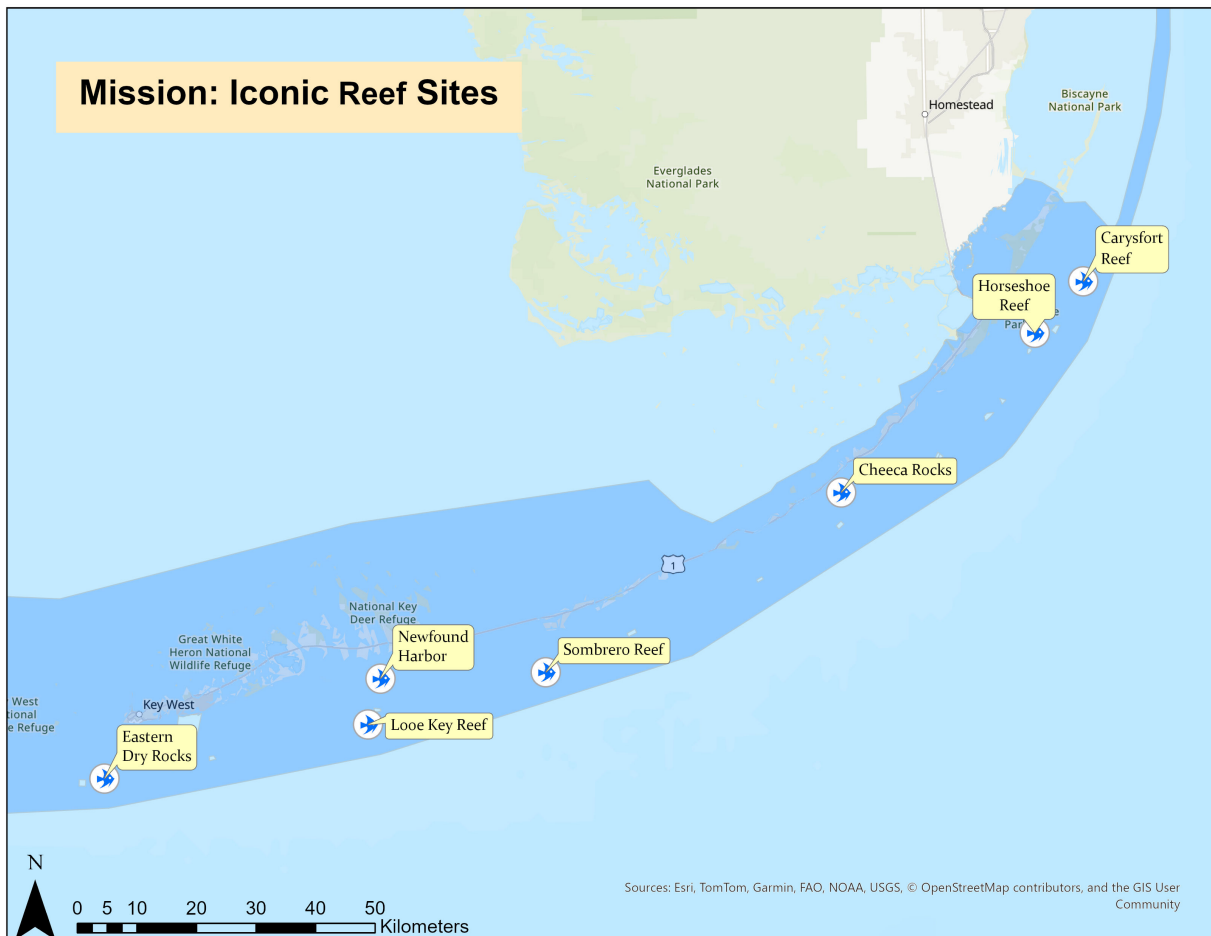 Mission: Iconic Reef Sites
Biscayne
National Park
Homestead
Everglades
National Park
Carysfort
Reef
Horseshoe
Reef
Cheeca Rocks
1
National Key
Deer Refuge
Newfound
Harbor
Great White
Heron National
Wildlife Refuge
Sombrero Reef
West
Key West
Looe Key Reef
Eastern
Dry Rocks
Refuge
N
0 5 10 20 30 40 50
Kilometers
Sources: Esri, TomTom, Garmin, FAO, NOAA, USGS, © OpenStreetMap contributors, and the GIS User
Community